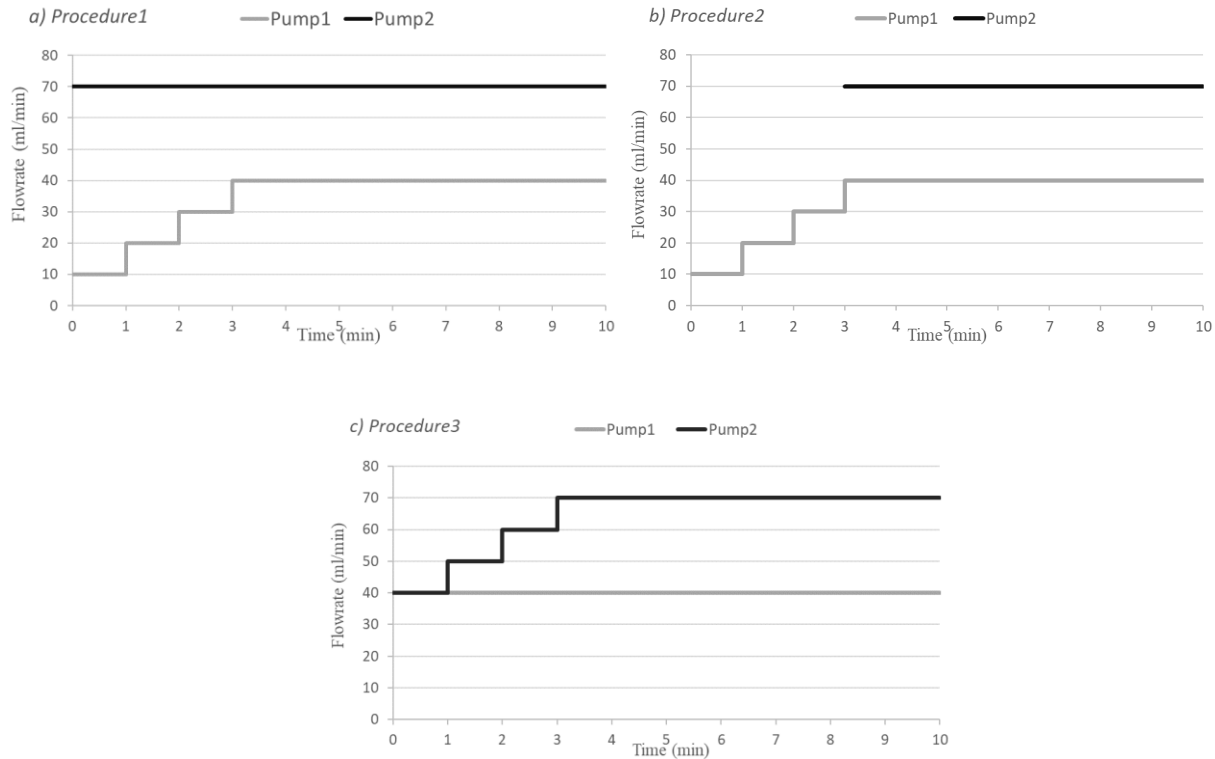 a) Procedure1
Pump1
Pump2
80
70
60
50
40
30
20
10
0
Flowrate (ml/min)
0 1 2 3 4 5 6 7 8 9 10
Time (min)
b) Procedure2
Pump1
Pump2
80
70
60
50
40
30
20
10
0
Flowrate (ml/min)
0 1 2 3 4 5 6 7 8 9 10
Time (min)
c) Procedure3
Pump1
Pump2
80
70
60
50
40
30
20
10
0
Flowrate (ml/min)
0 1 2 3 4 5 6 7 8 9 10
Time (min)